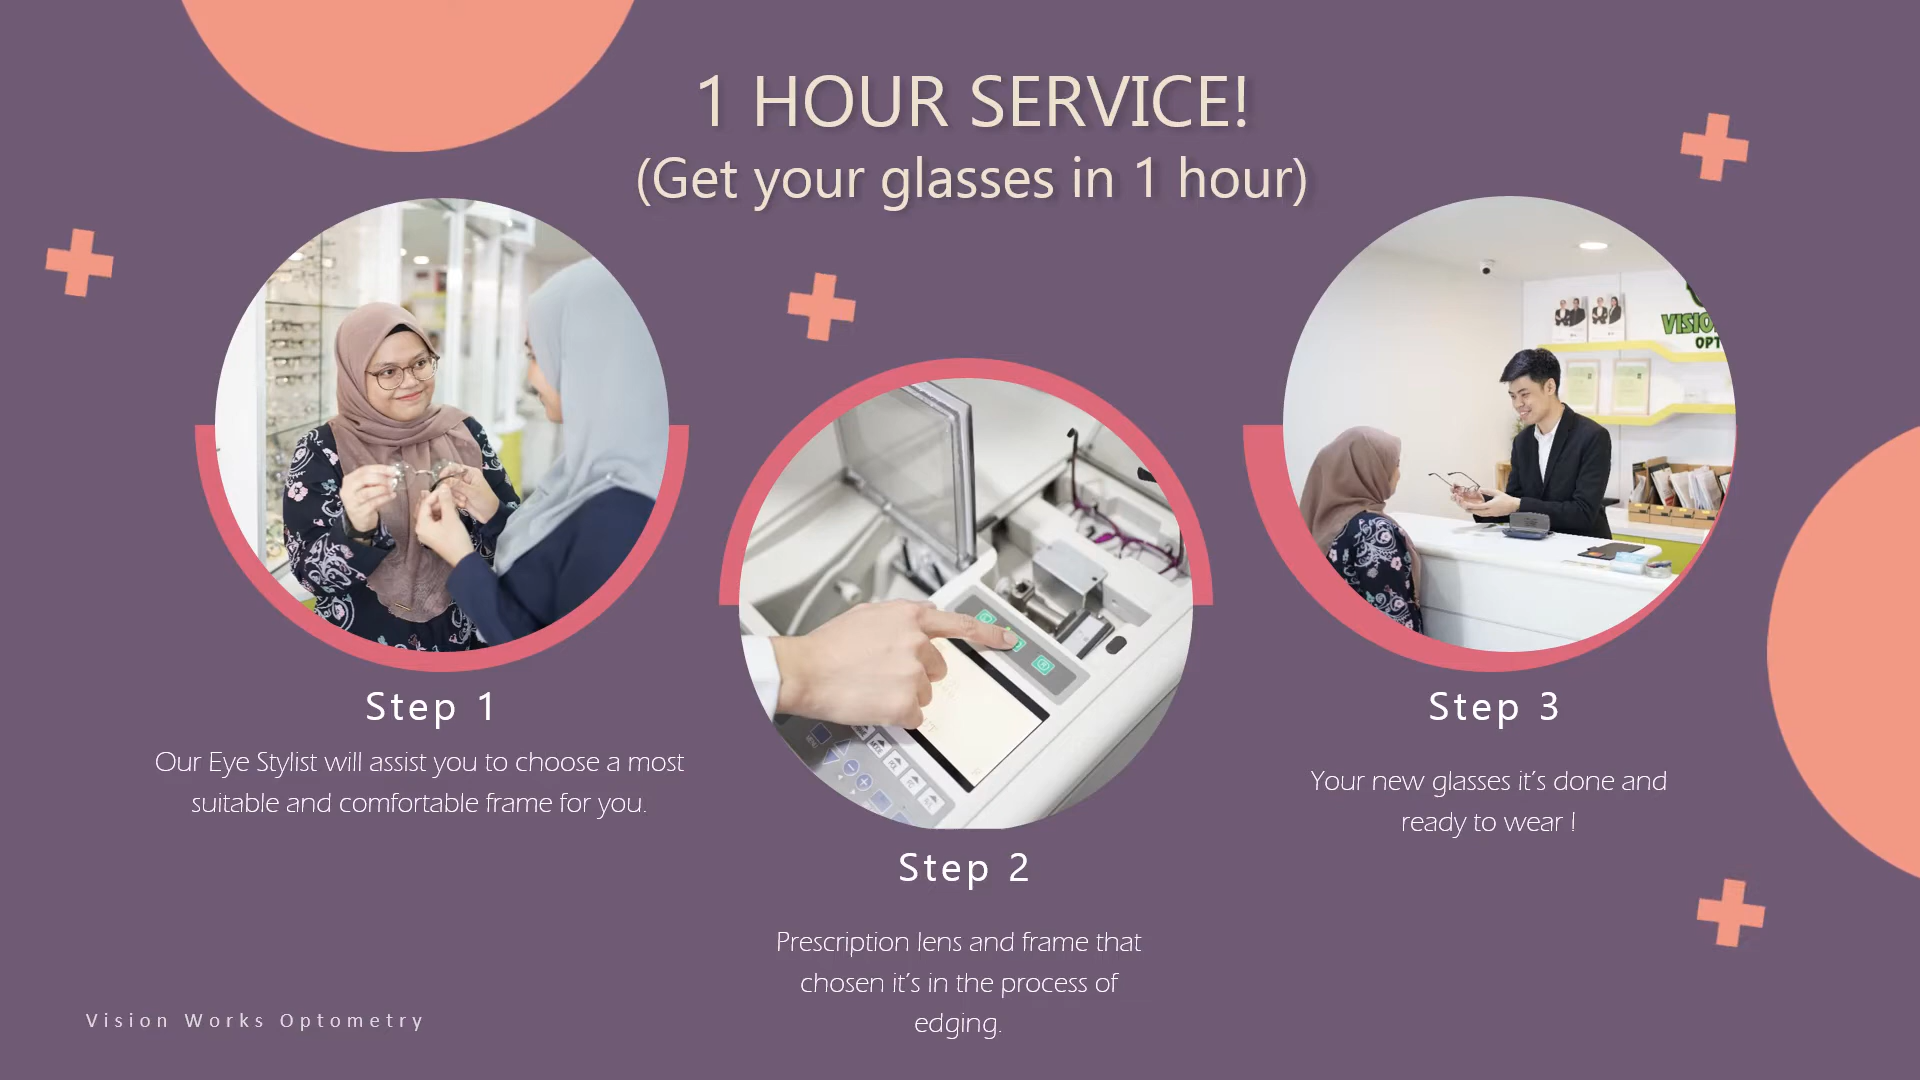 1 HOUR SERVICE!
(Get your glasses in 1 hour)
VISIO
OPT
Step 1
Our Eye Stylist will assist you to choose a most
suitable and comfortable frame for you.
Step 2
Prescription lens and frame that
chosen it's in the process of
edging.
Step 3
Your new glasses it's done and
ready to wear !
Vision Works Optometry